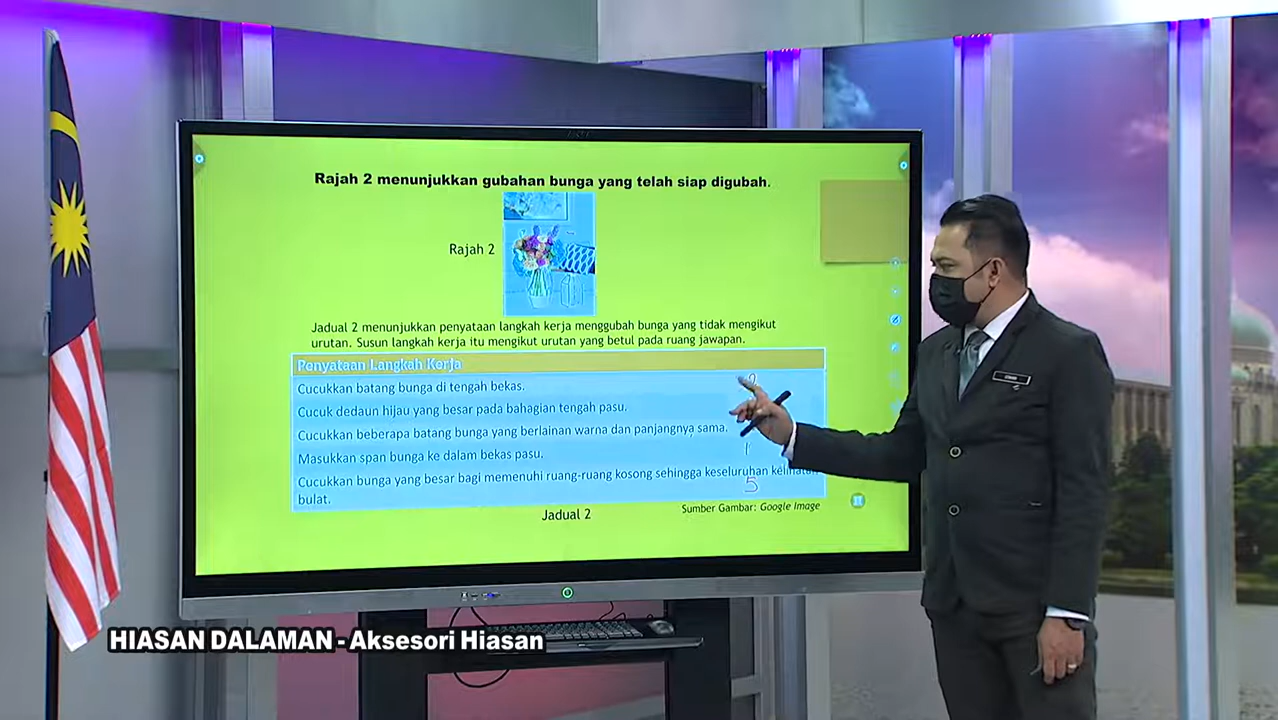 Rajah 2 menunjukkan gubahan bunga yang telah siap digubah.
Rajah 2
Jadual 2 menunjukkan penyataan langkah kerja menggubah bunga yang tidak mengikut
urutan. Susun langkah kerja itu mengikut urutan yang betul pada ruang jawapan.
Penyataan Langkah Kerja
Cucukkan batang bunga di tengah bekas.
Cucuk dedaun hijau yang besar pada bahagian tengah pasu.
Cucukkan beberapa batang bunga yang berlainan warna dan panjangnya sama.
Masukkan span bunga ke dalam bekas pasu. 1
Cucukkan bunga yang besar bagi memenuhi ruang-ruang kosong sehingga keseluruhan
bulat. 5
Jadual 2
Sumber Gambar: Google Image
HIASAN DALAMAN - Aksesori Hiasan